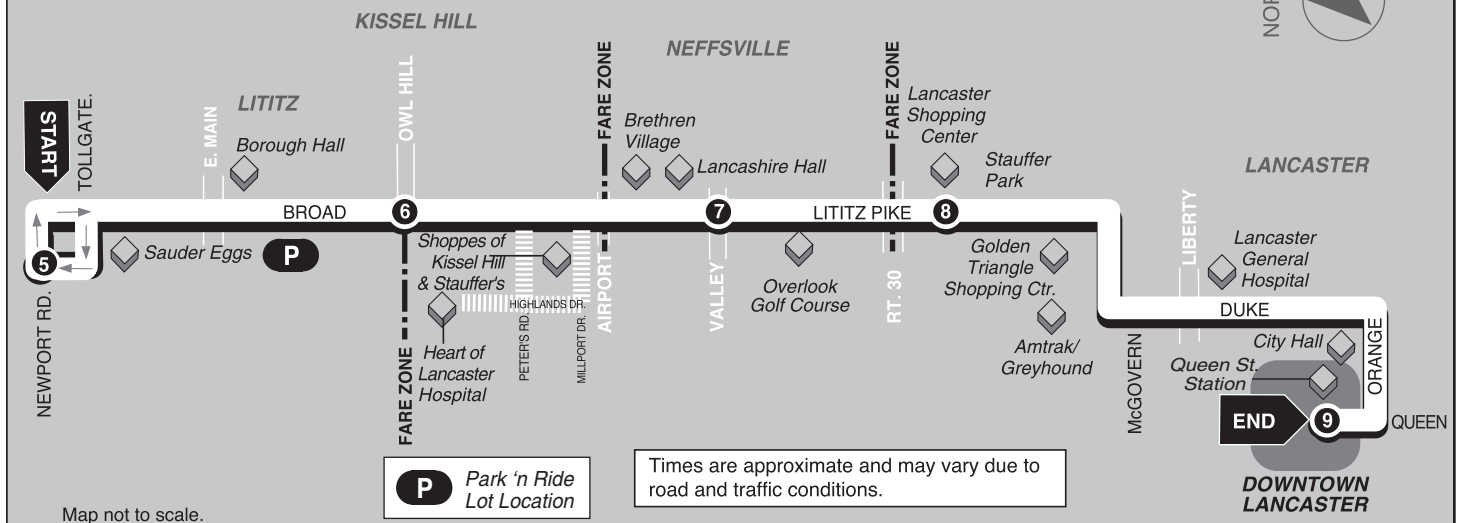 KISSEL HILL
NEFFSVILLE
NOR
START
TOLLGATE.
LITITZ
E. MAIN
OWL HILL
FARE ZONE
FARE ZONE
Lancaster
Shopping
Center
Borough Hall
Brethren
Village
Lancashire Hall
Stauffer
Park
LANCASTER
LIBERTY
BROAD
6
7
LITITZ PIKE
8
5
Sauder Eggs
P
Shoppes of
Kissel Hill
& Stauffer's
HIGHLANDS DR.
PETER'S RD.
MILLPORT DR.
AIRPORT
VALLEY
Overlook
Golf Course
RT. 30
Golden
Triangle
Shopping Ctr.
Lancaster
General
Hospital
NEWPORT RD.
FARE ZONE
Heart of
Lancaster
Hospital
Amtrak/
Greyhound
McGOVERN
DUKE
City Hall
ORANGE
Queen St.
Station
END
9
QUEEN
DOWNTOWN
LANCASTER
P
Park ‘n Ride
Lot Location
Times are approximate and may vary due to
road and traffic conditions.
Map not to scale.